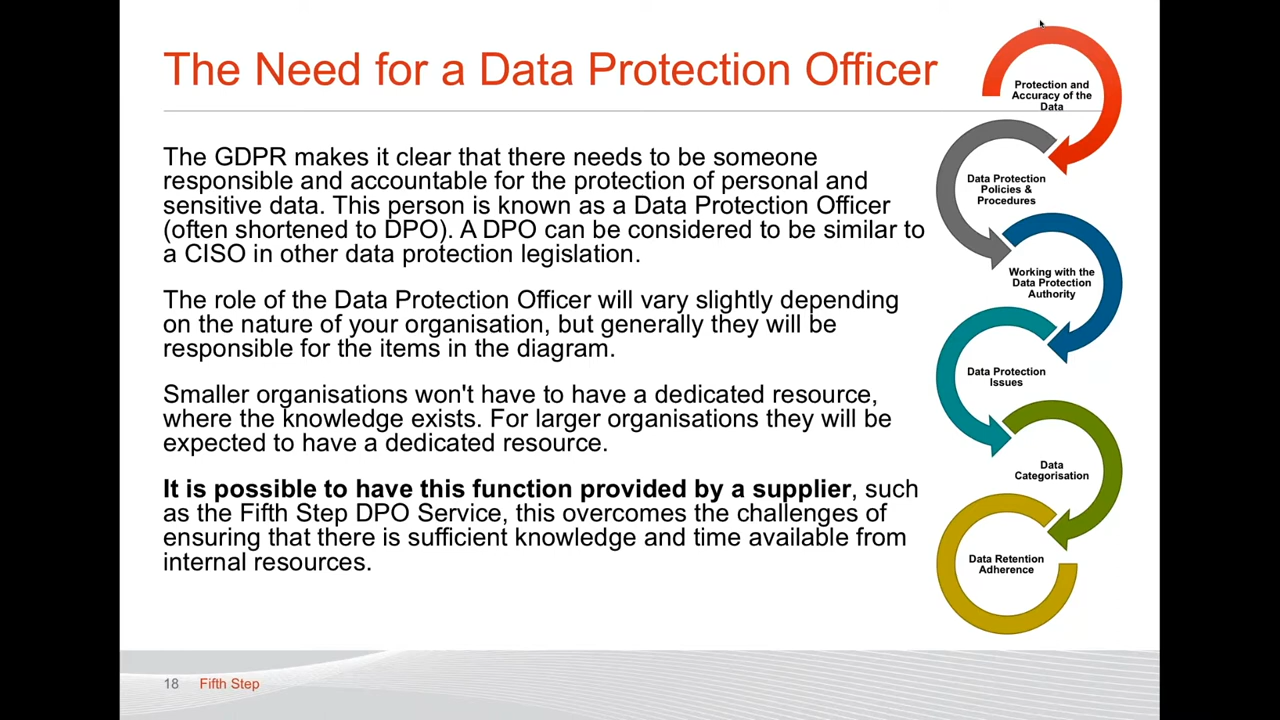 The Need for a Data Protection Officer
The GDPR makes it clear that there needs to be someone
responsible and accountable for the protection of personal and
sensitive data. This person is known as a Data Protection Officer
(often shortened to DPO). A DPO can be considered to be similar to
a CISO in other data protection legislation.
The role of the Data Protection Officer will vary slightly depending
on the nature of your organisation, but generally they will be
responsible for the items in the diagram.
Smaller organisations won't have to have a dedicated resource,
where the knowledge exists. For larger organisations they will be
expected to have a dedicated resource.
It is possible to have this function provided by a supplier, such
as the Fifth Step DPO Service, this overcomes the challenges of
ensuring that there is sufficient knowledge and time available from
internal resources.
Protection and
Accuracy of the
Data
Data Protection
Policies &
Procedures
Working with the
Data Protection
Authority
Data Protection
Issues
Data
Categorisation
Data Retention
Adherence
18 Fifth Step